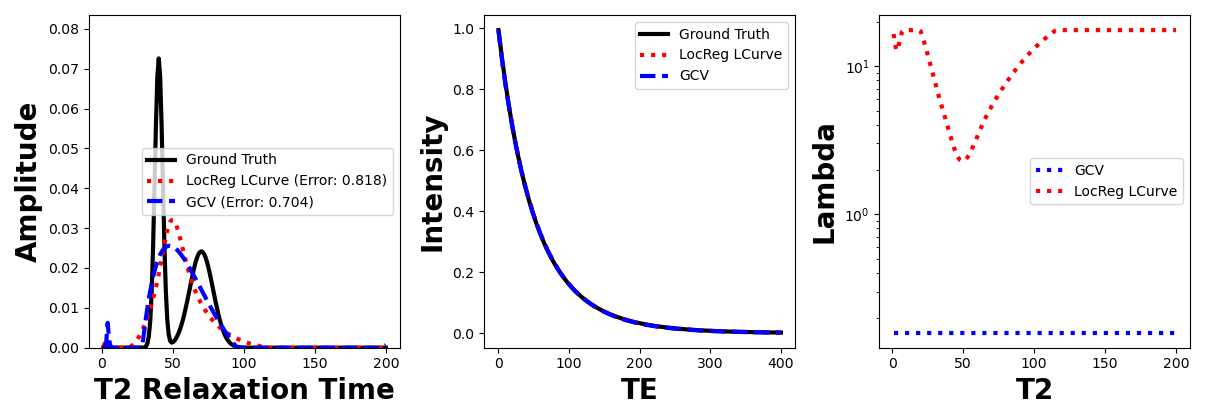 Amplitude
0.08
0.07
0.06
0.05
0.04
0.03
0.02
0.01
0.00
0
50
100
150
200
T2 Relaxation Time
Ground Truth
LocReg LCurve (Error: 0.818)
GCV (Error: 0.704)
Intensity
1.0
0.8
0.6
0.4
0.2
0.0
0
100
200
300
400
TE
Ground Truth
LocReg LCurve
GCV
Lambda
10¹
10⁰
0
50
100
150
200
T2
GCV
LocReg LCurve